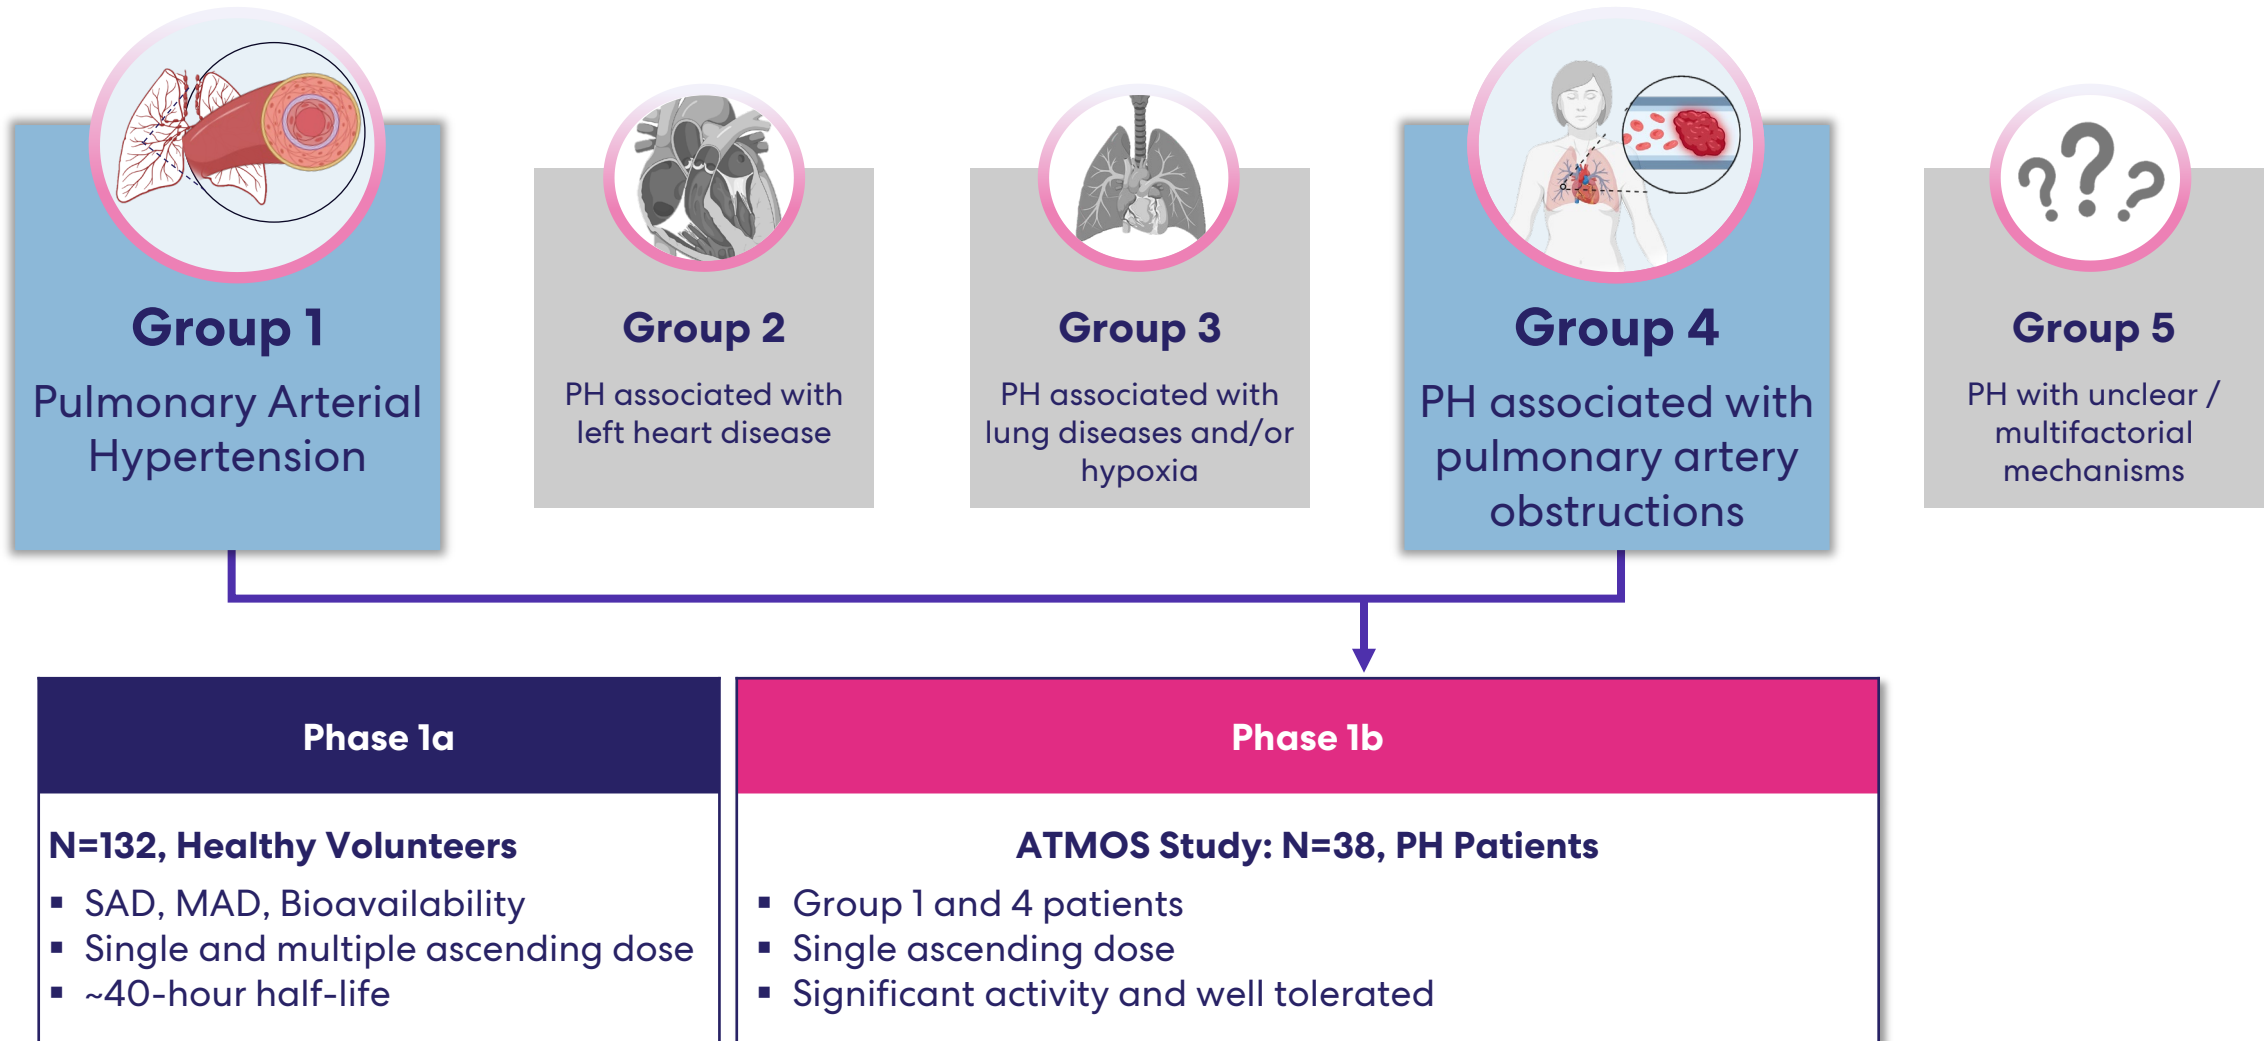 Group 1
Pulmonary Arterial
Hypertension
Group 2
PH associated with
left heart disease
Group 3
PH associated with
lung diseases and/or
hypoxia
Group 4
PH associated with
pulmonary artery
obstructions
???
Group 5
PH with unclear /
multifactorial
mechanisms
Phase 1a
N=132, Healthy Volunteers
▪ SAD, MAD, Bioavailability
▪ Single and multiple ascending dose
▪ ~40-hour half-life
Phase 1b
ATMOS Study: N=38, PH Patients
▪ Group 1 and 4 patients
▪ Single ascending dose
▪ Significant activity and well tolerated